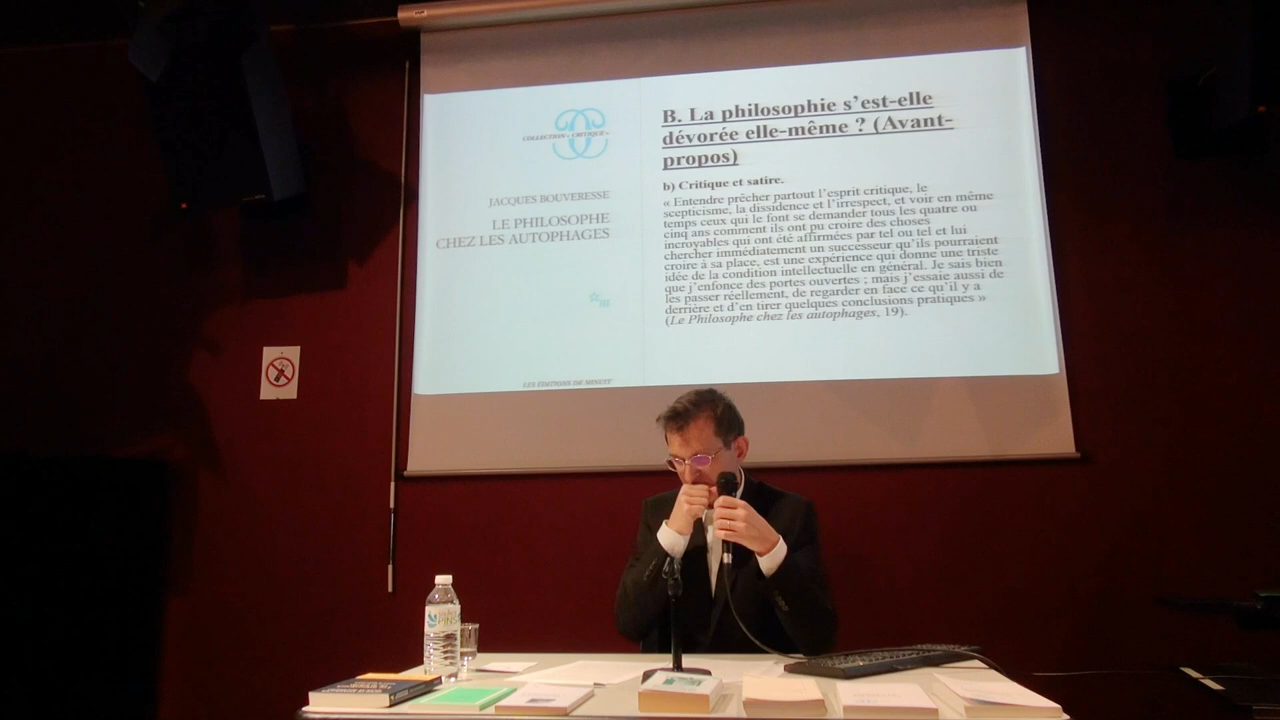 COLLECTION « CRITIQUE »
JACQUES BOUVERESSE
LE PHILOSOPHE
CHEZ LES AUTOPHAGES
LES ÉDITIONS DE MINUIT
B. La philosophie s’est-elle
dévorée elle-même ? (Avant-
propos)
b) Critique et satire.
« Entendre prêcher partout l’esprit critique, le
scepticisme, la dissidence et l’irrespect, et voir en même
temps ceux qui le font se demander tous les quatre ou
cinq ans comment ils ont pu croire des choses
incroyables qui ont été affirmées par tel ou tel et lui
chercher immédiatement un successeur qu’ils pourraient
croire à sa place, est une expérience qui donne une triste
idée de la condition intellectuelle en général. Je sais bien
que j’enfonce des portes ouvertes ; mais j’essaie aussi de
les passer réellement, de regarder en face ce qu’il y a
derrière et d’en tirer quelques conclusions pratiques »
(Le Philosophe chez les autophages, 19).